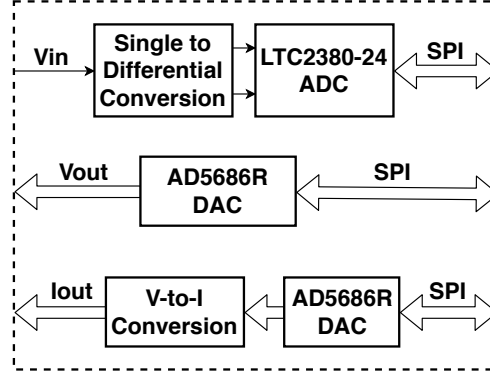 Vin
Single to
Differential
Conversion
LTC2380-24
ADC
SPI
Vout
AD5686R
DAC
SPI
Iout
V-to-I
Conversion
AD5686R
DAC
SPI